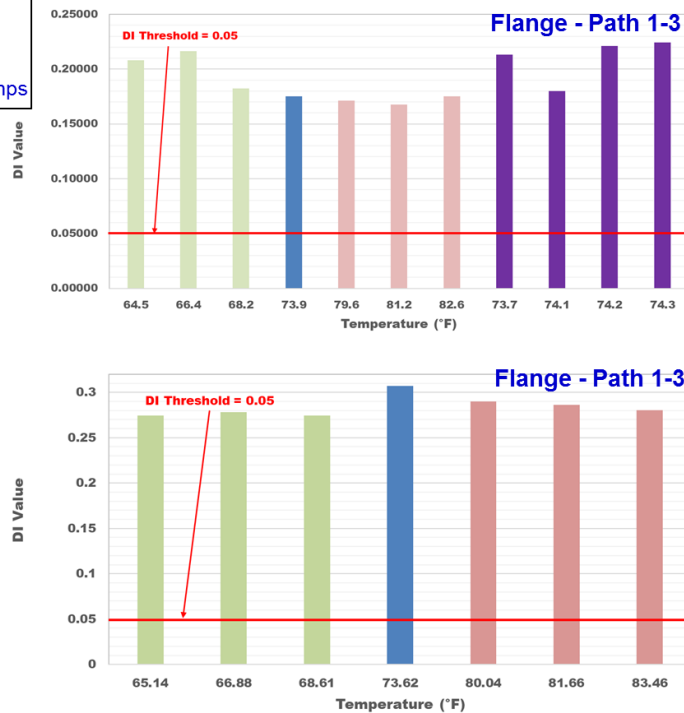 Flange - Path 1-3
DI Threshold = 0.05
0.25000
0.20000
0.15000
0.10000
0.05000
0.00000
DI Value
64.5 66.4 68.2 73.9 79.6 81.2 82.6 73.7 74.1 74.2 74.3
Temperature (°F)
Flange - Path 1-3
DI Threshold = 0.05
0.3
0.25
0.2
0.15
0.1
0.05
0
DI Value
65.14 66.88 68.61 73.62 80.04 81.66 83.46
Temperature (°F)